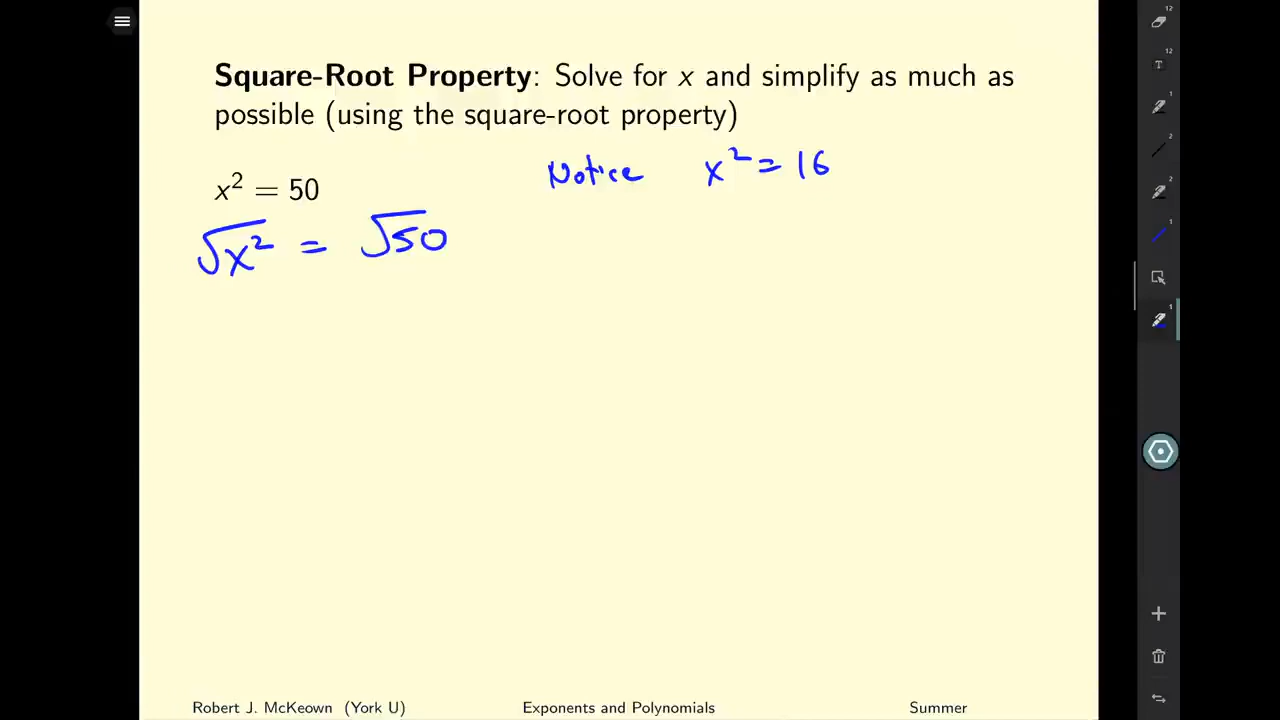 Square-Root Property: Solve for x and simplify as much as
possible (using the square-root property)
Notice x² = 16
x² = 50
√x² = √50
Robert J. McKeown (York U) Exponents and Polynomials Summer